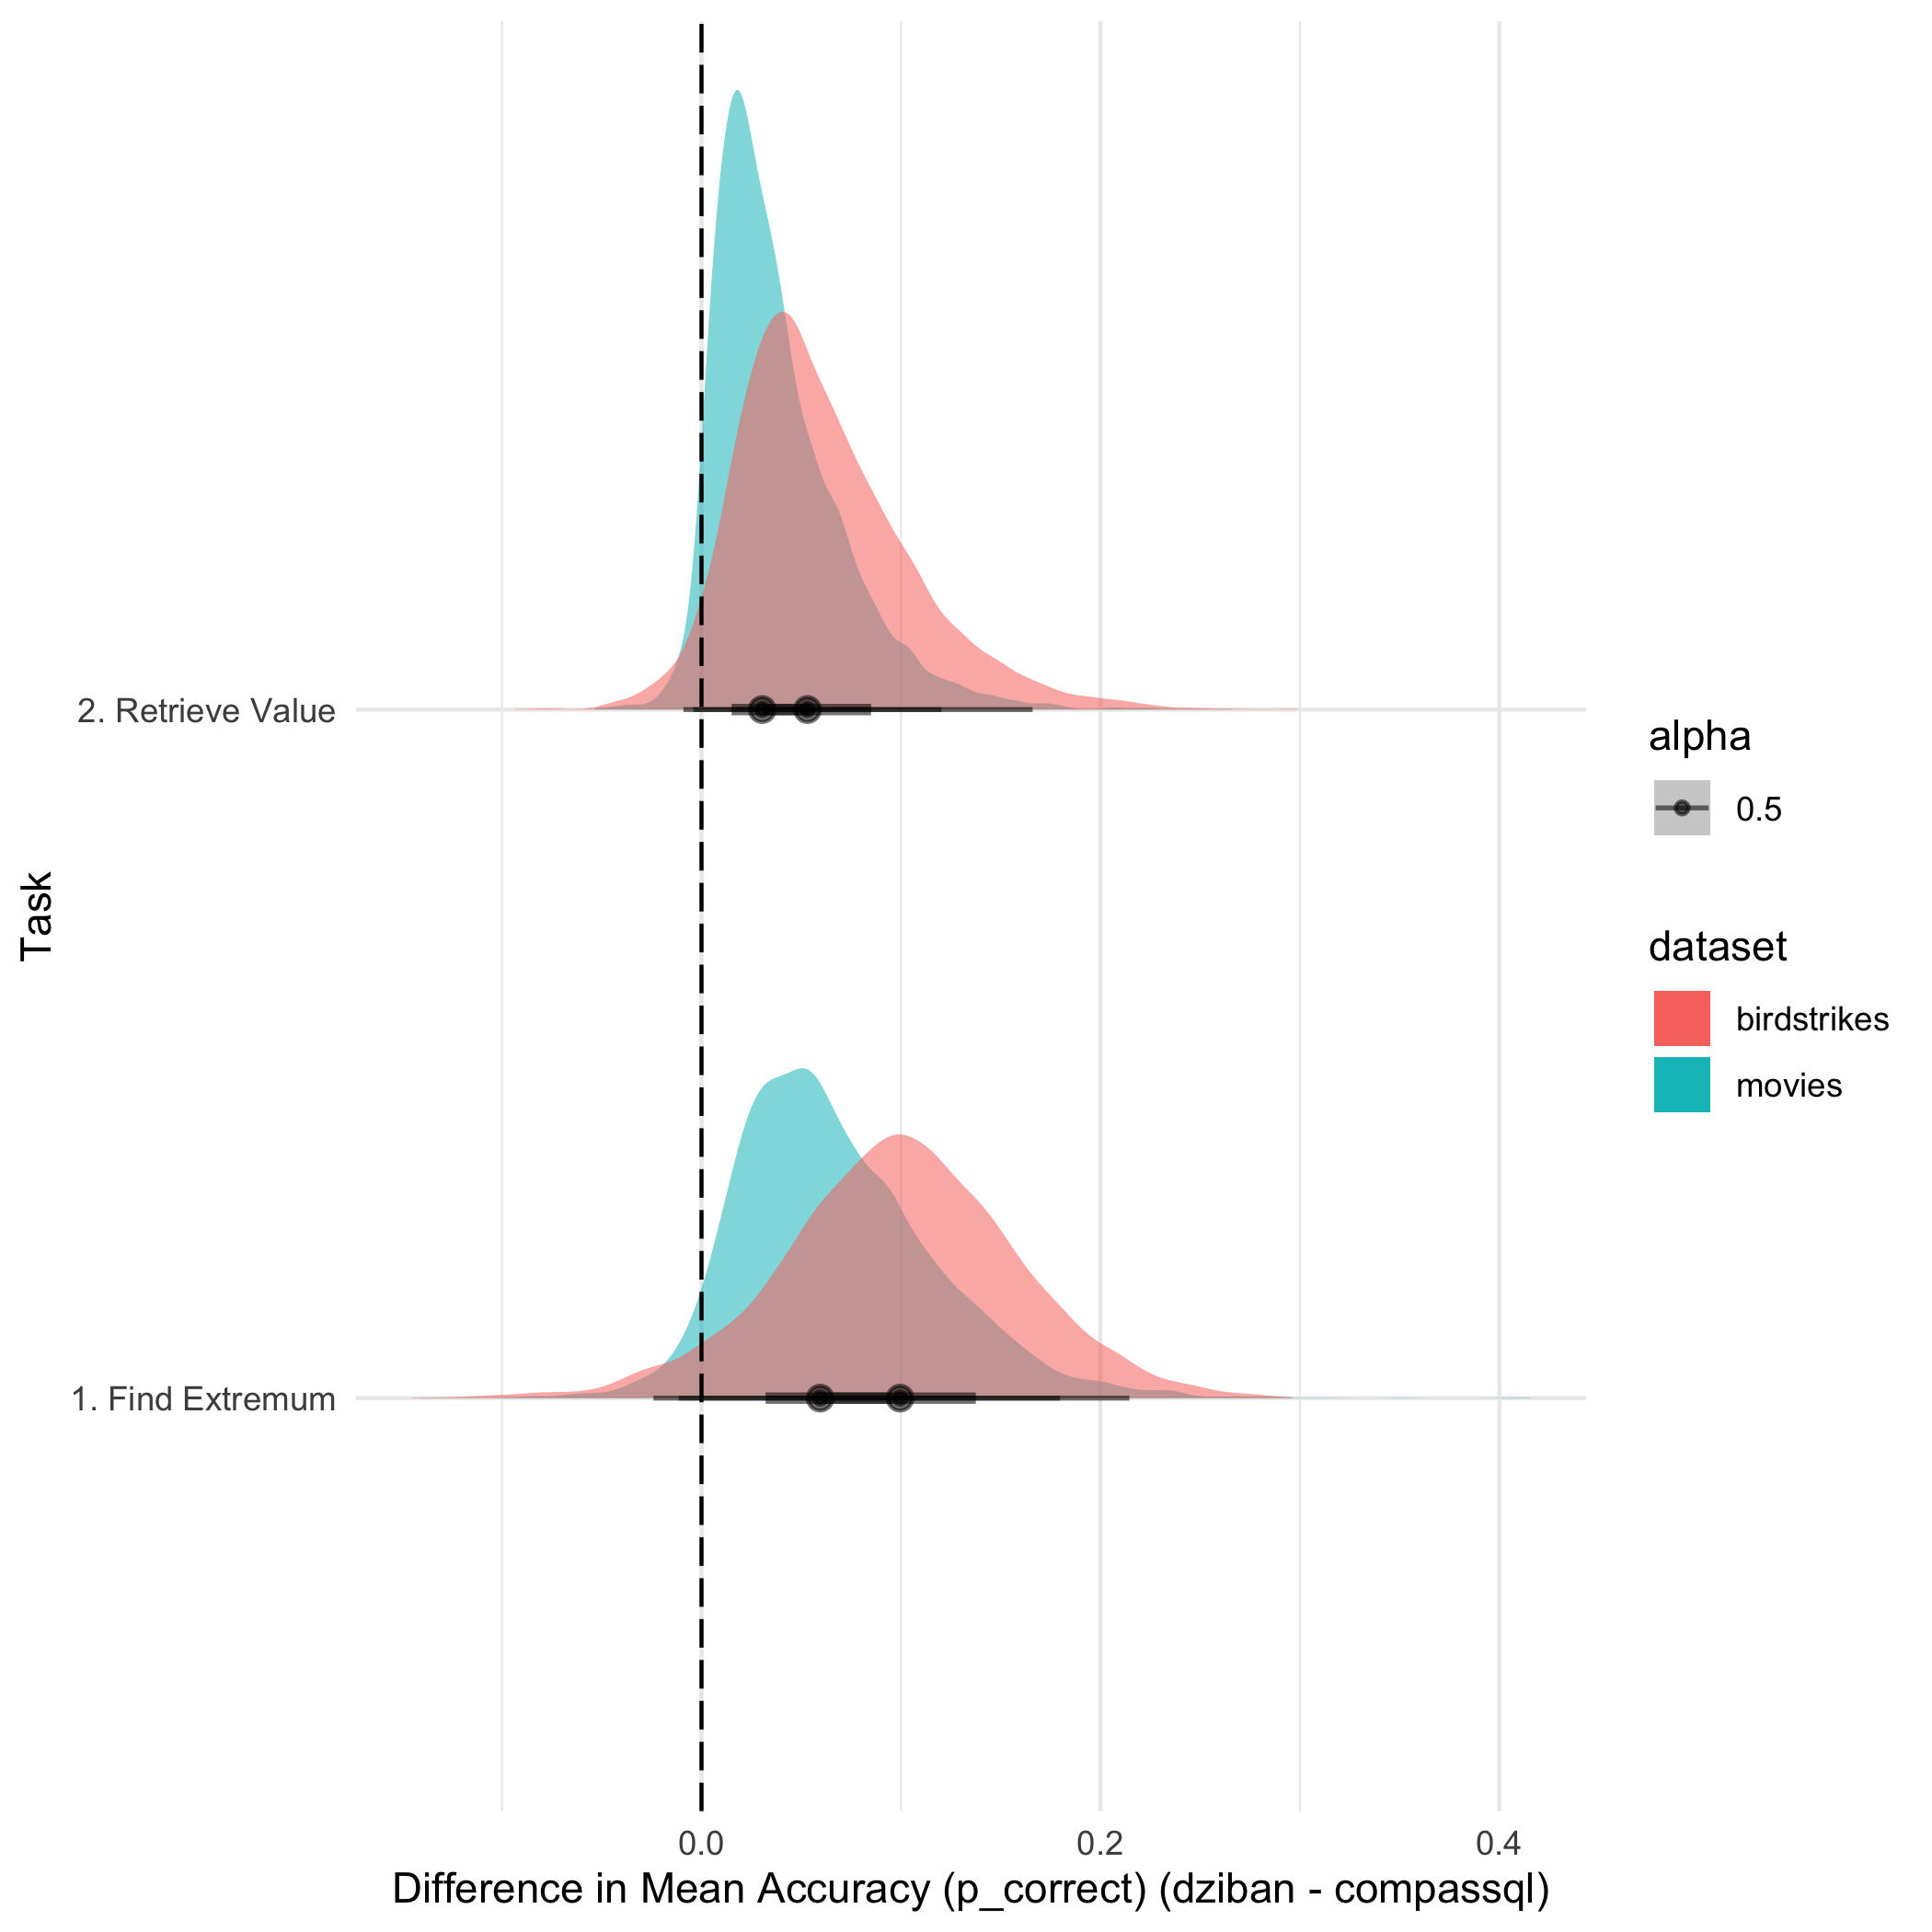 Task
2. Retrieve Value
1. Find Extremum
0.0
0.2
0.4
Difference in Mean Accuracy (p_correct) (dziban - compassql)
alpha
0.5
dataset
birdstrikes
movies